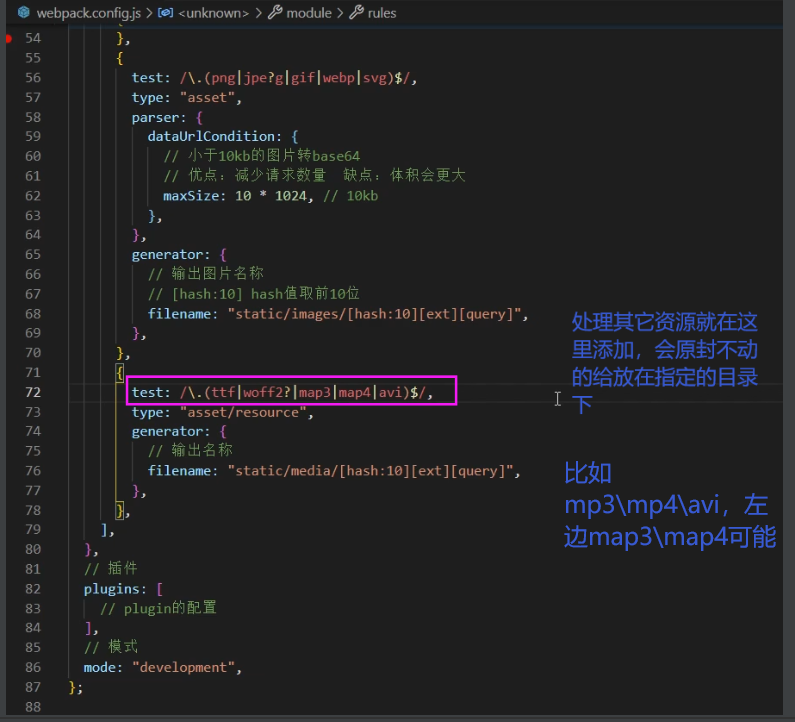 webpack.config.js > <unknown> > module > rules
54 },
55 {
56 test: /\.(png|jpe?g|gif|webp|svg)$/,
57 type: "asset",
58 parser: {
59 dataUrlCondition: {
60 // 小于10kb的图片转base64
61 // 优点：减少请求数量 缺点：体积会更大
62 maxSize: 10 * 1024, // 10kb
63 },
64 },
65 generator: {
66 // 输出图片名称
67 // [hash:10] hash值取前10位
68 filename: "static/images/[hash:10][ext][query]",
69 },
70 },
71 {
72 test: /\.(ttf|woff2?|map3|map4|avi)$/,
73 type: "asset/resource",
74 generator: {
75 // 输出名称
76 filename: "static/media/[hash:10][ext][query]",
77 },
78 },
79 ],
80 },
81 // 插件
82 plugins: [
83 // plugin的配置
84 ],
85 // 模式
86 mode: "development",
87 };
88
处理其它资源就在这
里添加，会原封不动
的给放在指定的目录
下
比如
mp3\mp4\avi，左
边map3\map4可能